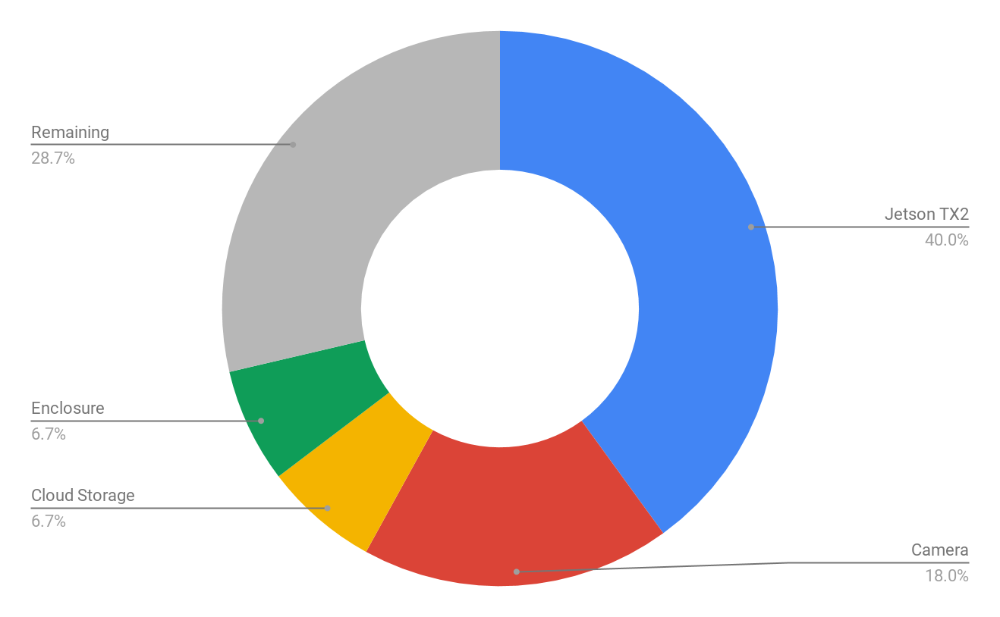 Remaining
28.7%
Jetson TX2
40.0%
Enclosure
6.7%
Cloud Storage
6.7%
Camera
18.0%